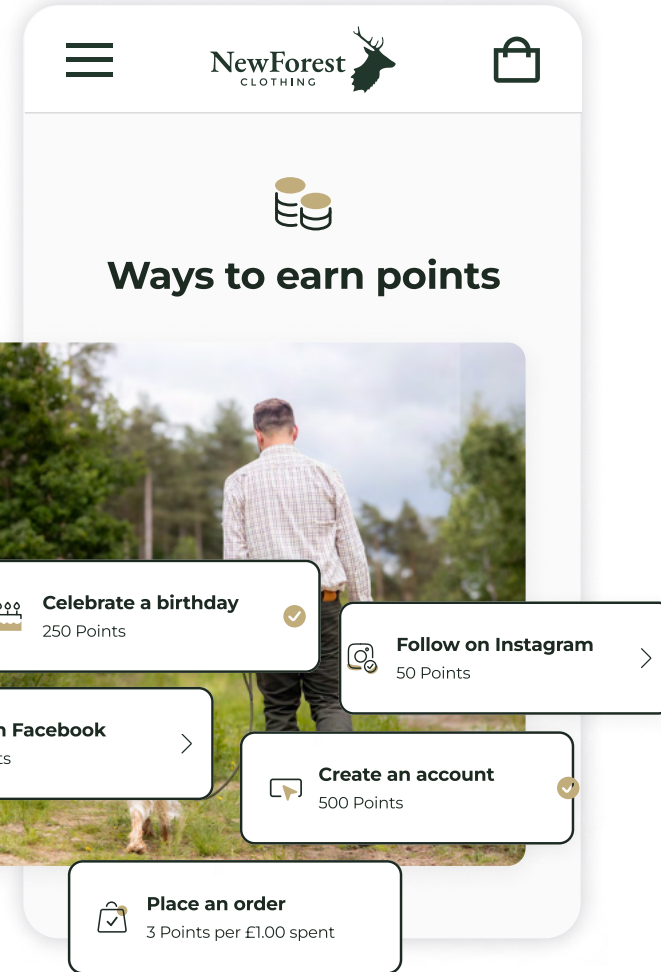 NewForest
CLOTHING
Ways to earn points
Celebrate a birthday
250 Points
Follow on Instagram
50 Points
Facebook
Create an account
500 Points
Place an order
3 Points per £1.00 spent